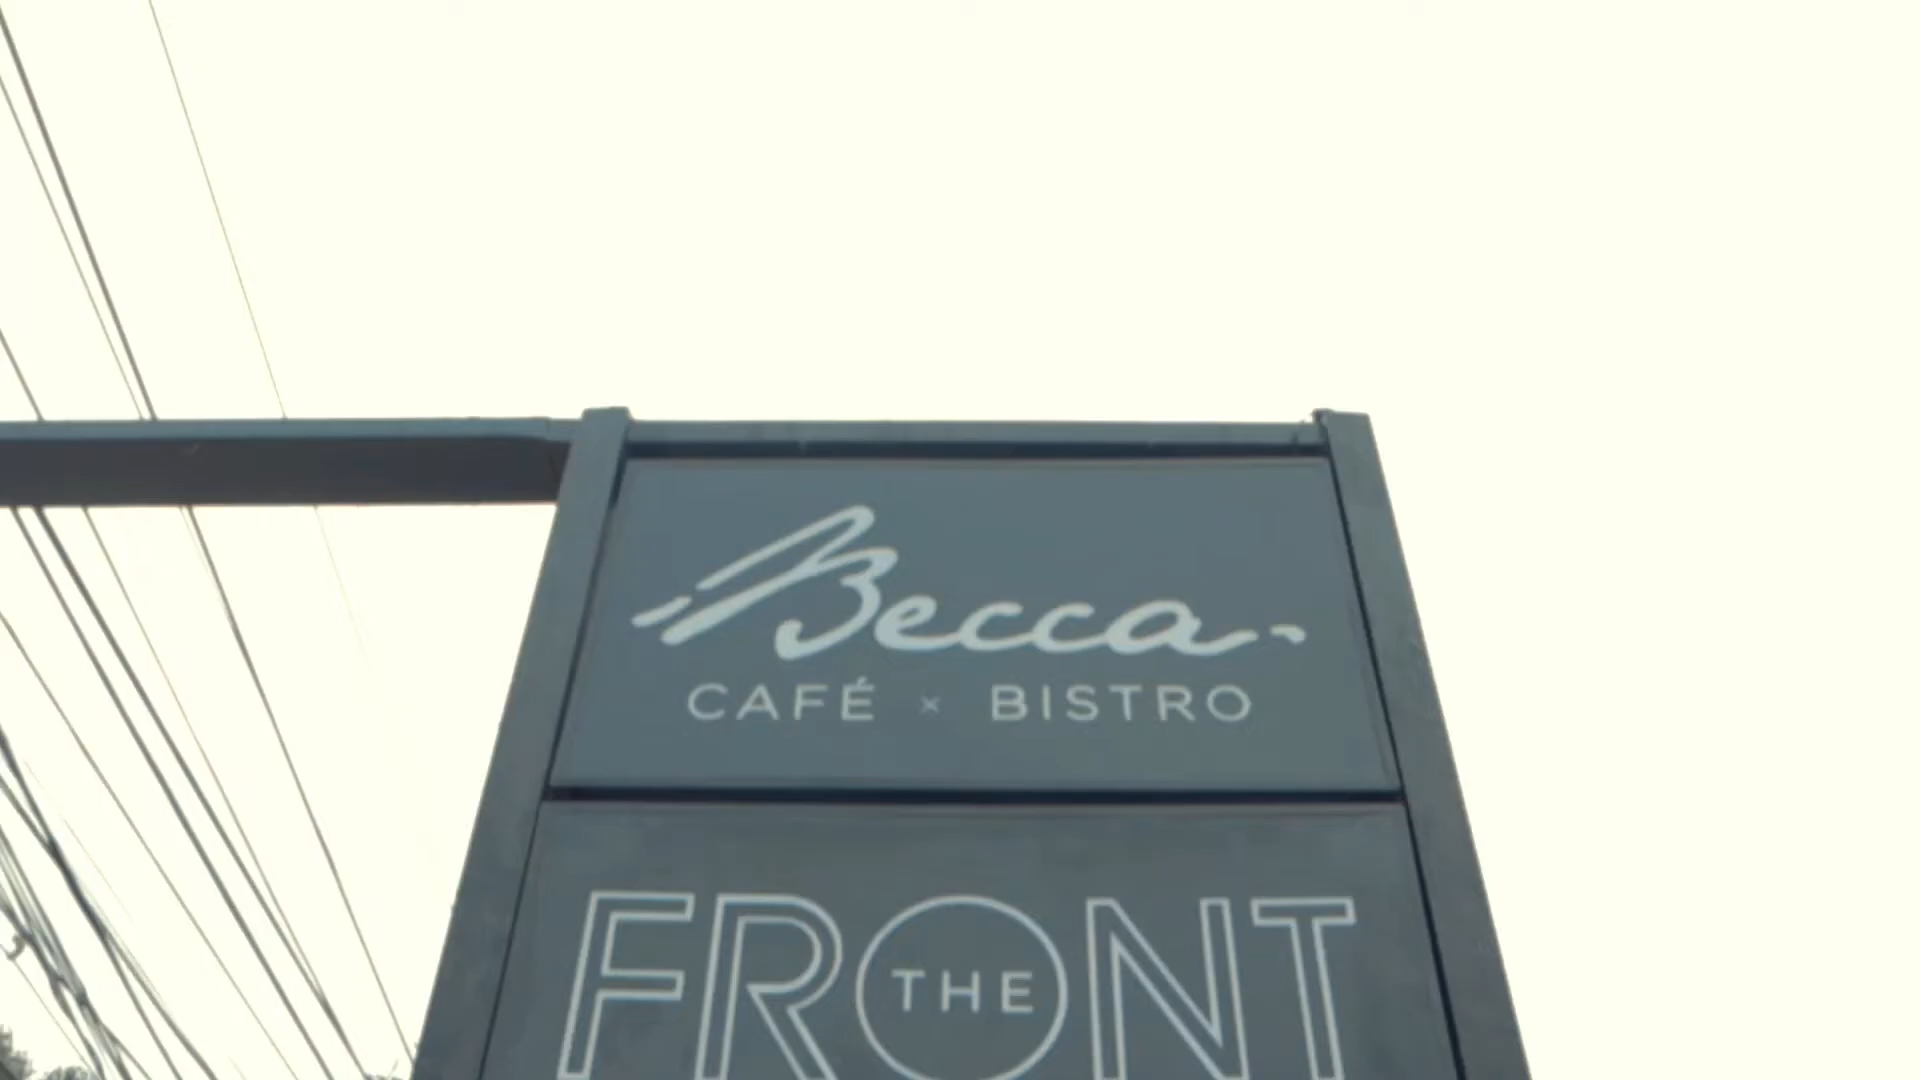 Becca
CAFÉ × BISTRO
THE
FRONT